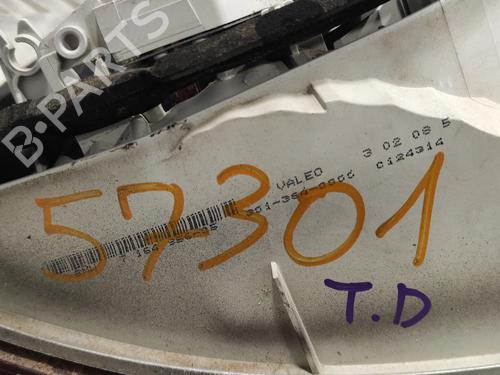 B-PARTS
VALEO
3 02 08 5
C124314
57301
T.D